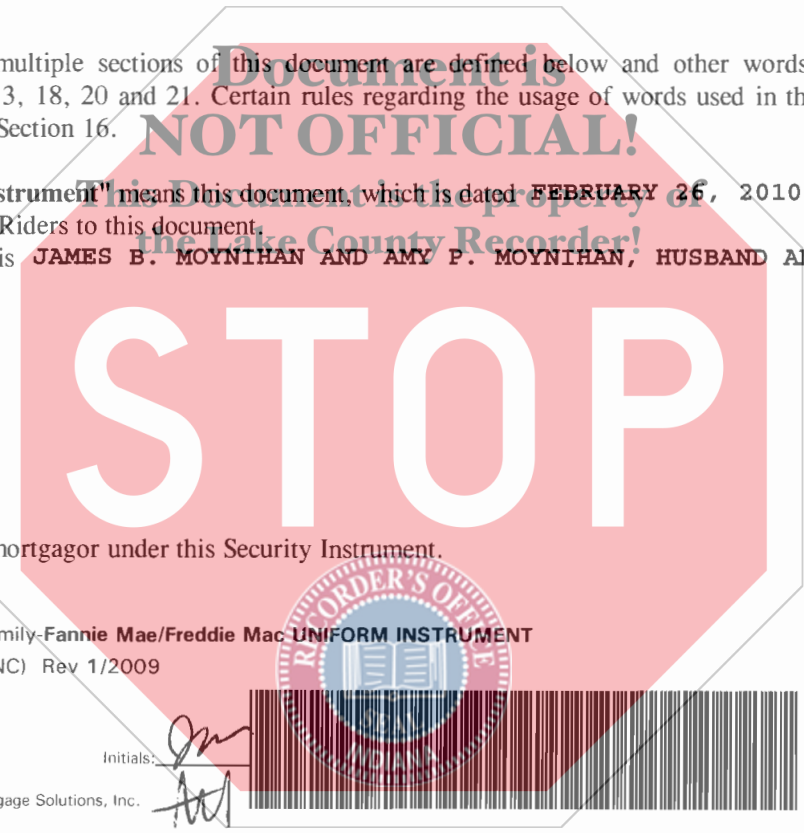 Document is
multiple sections of this document are defined below and other words
3, 18, 20 and 21. Certain rules regarding the usage of words used in th
Section 16.
NOT OFFICIAL!
strument" means this document, which is dated FEBRUARY 26, 2010
This Document is the property of
Riders to this document.
the Lake County Recorder!
is JAMES B. MOYNIHAN AND AMY P. MOYNIHAN, HUSBAND AN
STOP
mortgagor under this Security Instrument.
RECORDER'S OFFICE
mily-Fannie Mae/Freddie Mac UNIFORM INSTRUMENT
NC) Rev 1/2009
SEAL
INDIANA
Initials:
gage Solutions, Inc.